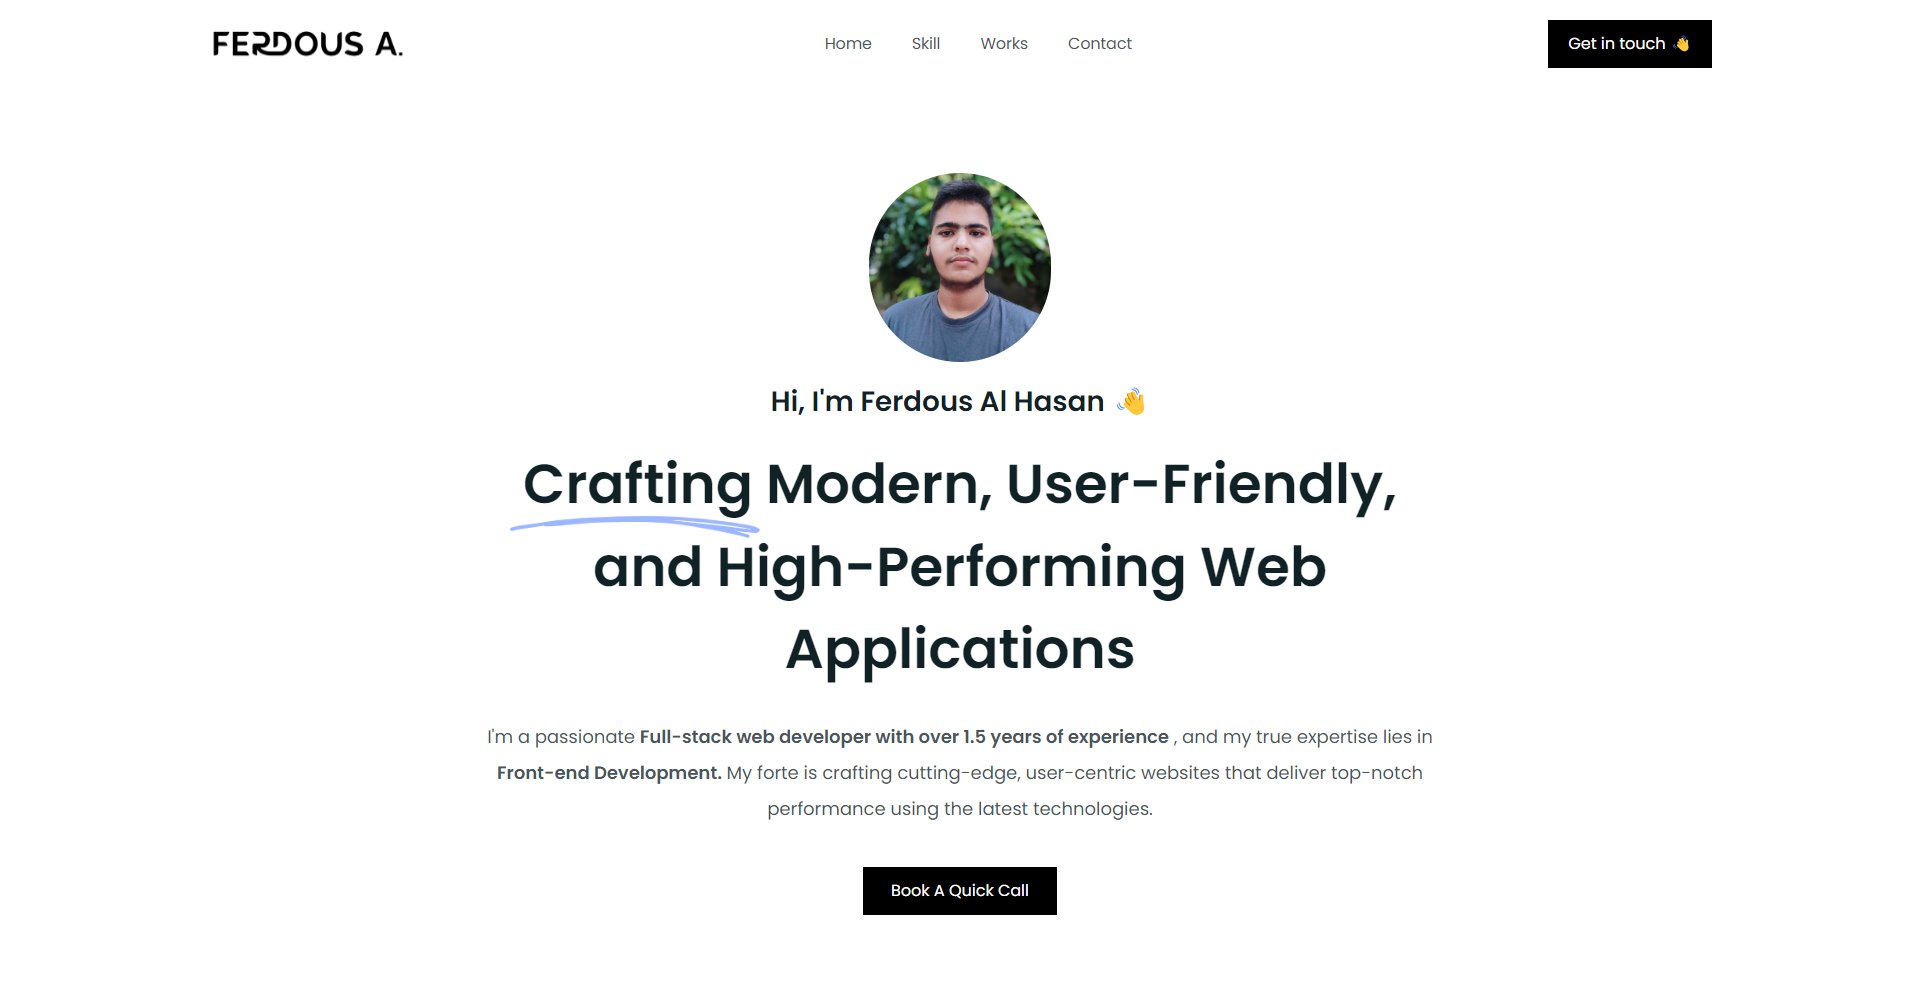 FERDOUS A.
Home Skill Works Contact
Get in touch 👋
Hi, I'm Ferdous Al Hasan 👋
Crafting Modern, User-Friendly,
and High-Performing Web
Applications
I'm a passionate Full-stack web developer with over 1.5 years of experience , and my true expertise lies in
Front-end Development. My forte is crafting cutting-edge, user-centric websites that deliver top-notch
performance using the latest technologies.
Book A Quick Call